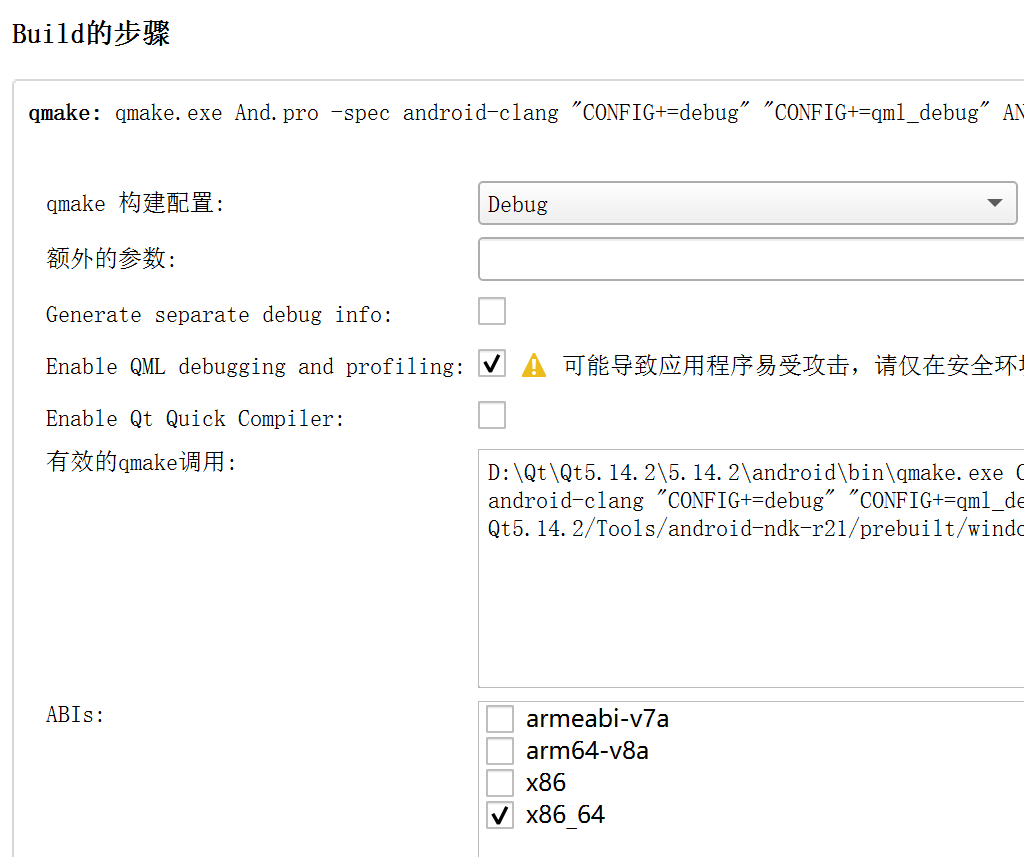 Build的步骤
qmake: qmake.exe And.pro -spec android-clang "CONFIG+=debug" "CONFIG+=qml_debug" AN
qmake 构建配置:
Debug
额外的参数:
Generate separate debug info:
Enable QML debugging and profiling:
可能导致应用程序易受攻击，请仅在安全环
Enable Qt Quick Compiler:
有效的qmake调用:
D:\Qt\Qt5.14.2\5.14.2\android\bin\qmake.exe
android-clang "CONFIG+=debug" "CONFIG+=qml_de
Qt5.14.2/Tools/android-ndk-r21/prebuilt/windo
ABIs:
armeabi-v7a
arm64-v8a
x86
x86_64